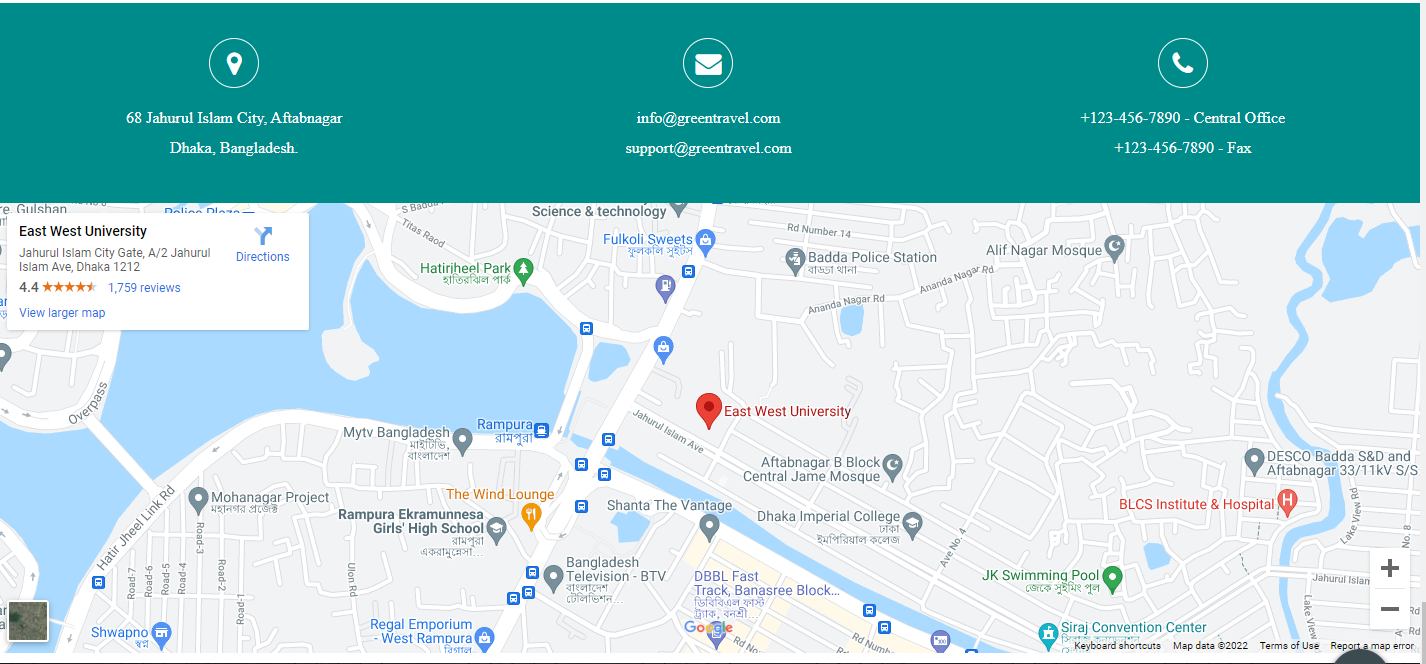 68 Jahurul Islam City, Aftabnagar
Dhaka, Bangladesh.
info@greentravel.com
support@greentravel.com
+123-456-7890 - Central Office
+123-456-7890 - Fax
Gulshan
Police Plaza
East West University
Jahurul Islam City Gate, A/2 Jahurul
Islam Ave, Dhaka 1212
4.4
1,759 reviews
View larger map
Directions
S Badda
Titas Road
Science & technology
Fulkoli Sweets
ফুলকলি সুইটস
Rd Number 14
Badda Police Station
বাড্ডা থানা
Alif Nagar Mosque
Hatirjheel Park
হাতিরঝিল পার্ক
Ananda Nagar Rd
Ananda Nagar Rd
Overpass
East West University
Jahurul Islam Ave
Rampura
রামপুরা
Mytv Bangladesh
মাইটিভি,
বাংলাদেশ
Aftabnagar B Block
Central Jame Mosque
DESCO Badda S&D and
Aftabnagar 33/11kV S/S
Mohanagar Project
মহানগর প্রজেক্ট
Hatir Jheel Link Rd
The Wind Lounge
Rampura Ekramunnesa
Girls' High School
রামপুরা
একরামুন্নেসা...
Shanta The Vantage
Dhaka Imperial College
ঢাকা
ইমপিরিয়াল কলেজ
BLCS Institute & Hospital
Lake View Rd
No. 8
Ave No. 4
Road-3
Road-7
Road-6
Road-5
Road-4
Road-2
Road-1
Ulon Rd
Bangladesh
Television - BTV
বাংলাদেশ
টেলিভিশন...
DBBL Fast
Track, Banasree Block...
ডিবিবিএল ফাস্ট
ট্র্যাক, বনশ্রী...
JK Swimming Pool
জেকে সুইমিং পুল
Jahurul Islam
Lake View
Shwapno
স্বপ্ন
Regal Emporium
- West Rampura
রিগাল
Google
Siraj Convention Center
Keyboard shortcuts
Map data ©2022
Terms of Use
Report a map error